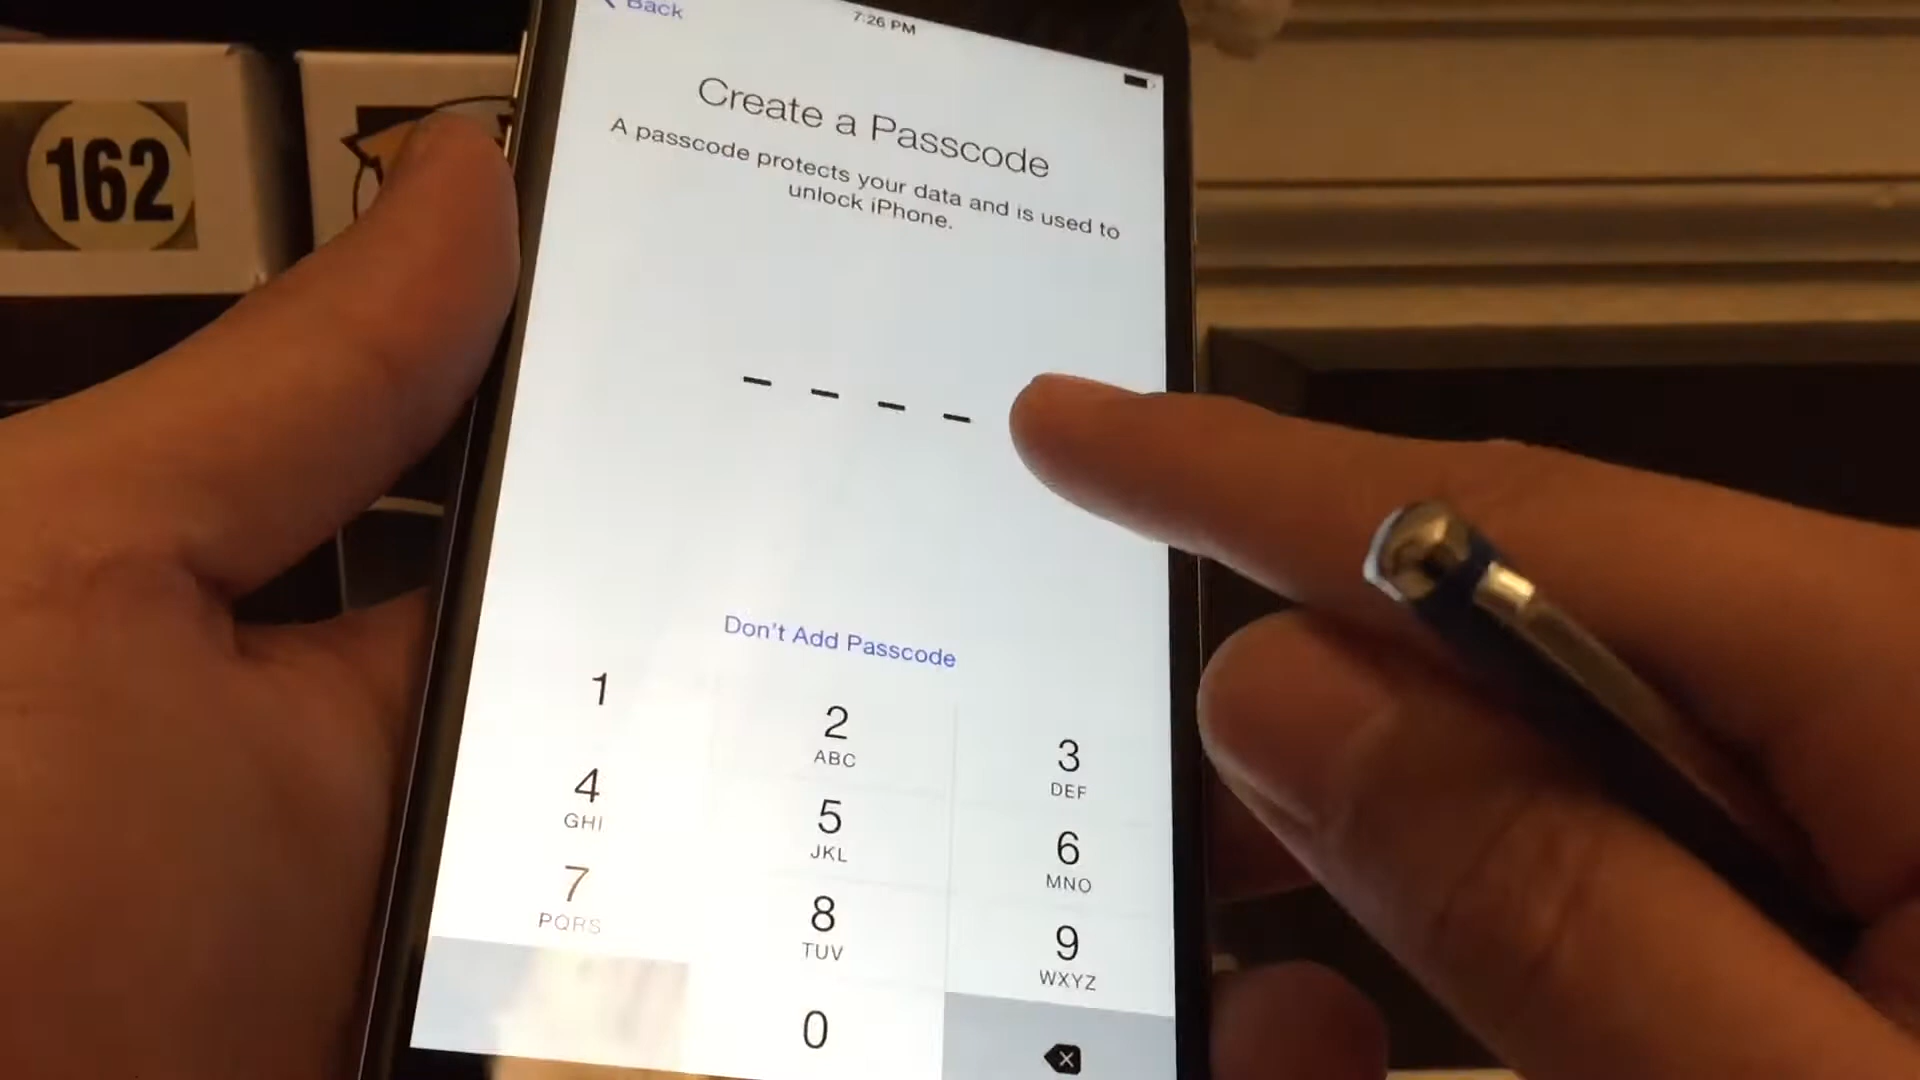 Back
7:26 PM
Create a Passcode
A passcode protects your data and is used to
unlock iPhone.
162
Don't Add Passcode
1
2
ABC
3
DEF
4
GHI
5
JKL
6
MNO
7
PQRS
8
TUV
9
WXYZ
0